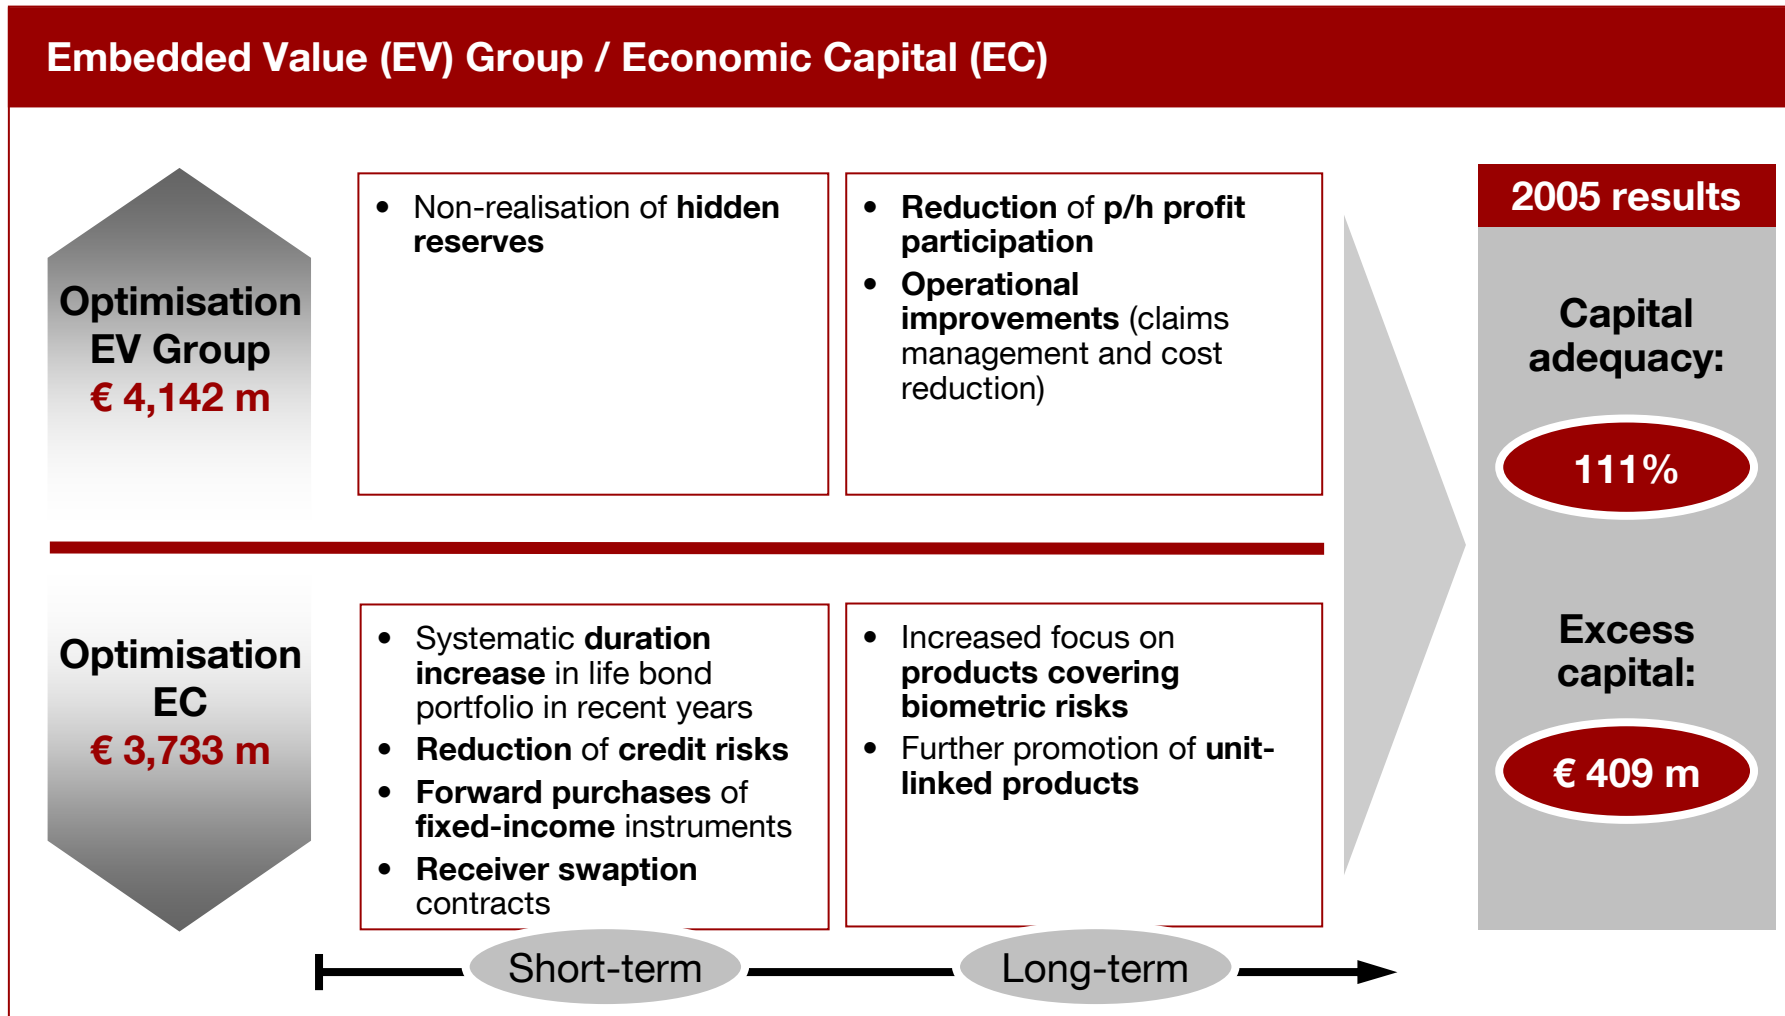 Embedded Value (EV) Group / Economic Capital (EC)
Optimisation
EV Group
€ 4,142 m
• Non-realisation of hidden
reserves
• Reduction of p/h profit
participation
• Operational
improvements (claims
management and cost
reduction)
2005 results
Capital
adequacy:
111%
Optimisation
EC
€ 3,733 m
• Systematic duration
increase in life bond
portfolio in recent years
• Reduction of credit risks
• Forward purchases of
fixed-income instruments
• Receiver swaption
contracts
• Increased focus on
products covering
biometric risks
• Further promotion of unit-
linked products
Excess
capital:
€ 409 m
Short-term
Long-term